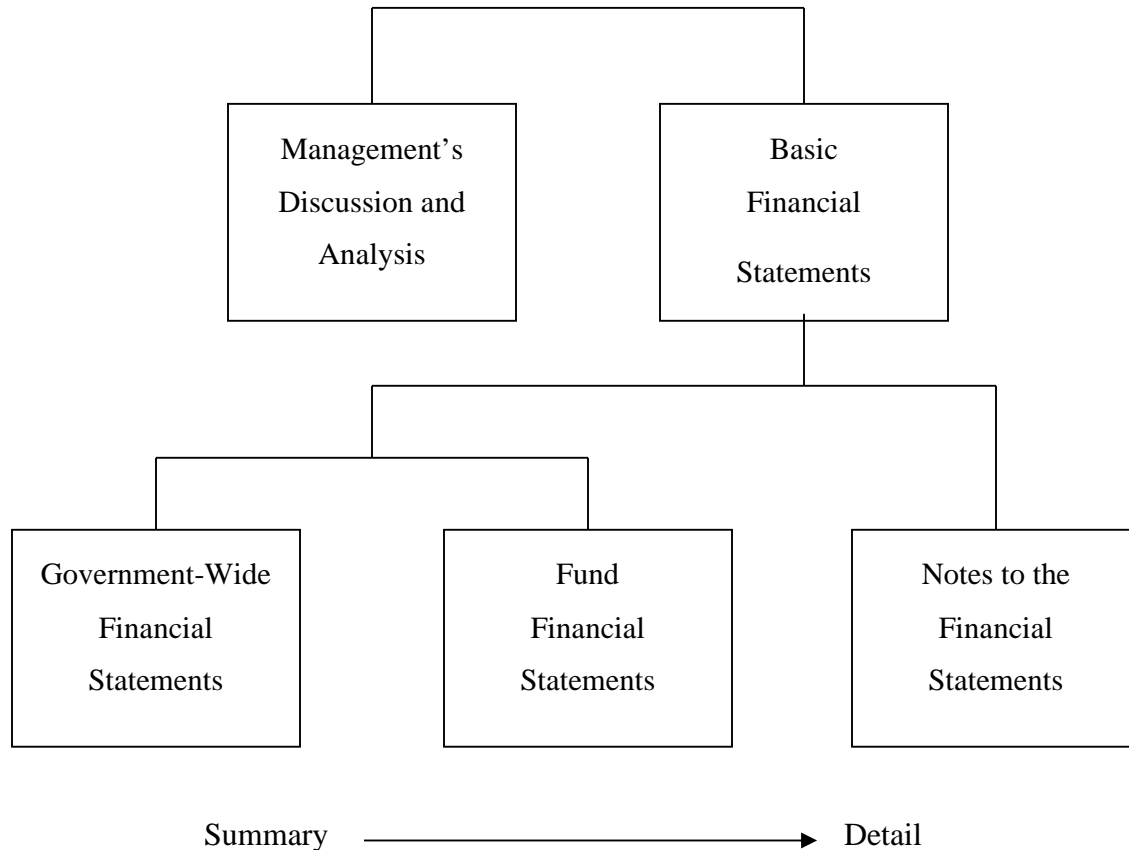 Management’s
Discussion and
Analysis
Basic
Financial
Statements
Government-Wide
Financial
Statements
Fund
Financial
Statements
Notes to the
Financial
Statements
Summary
Detail